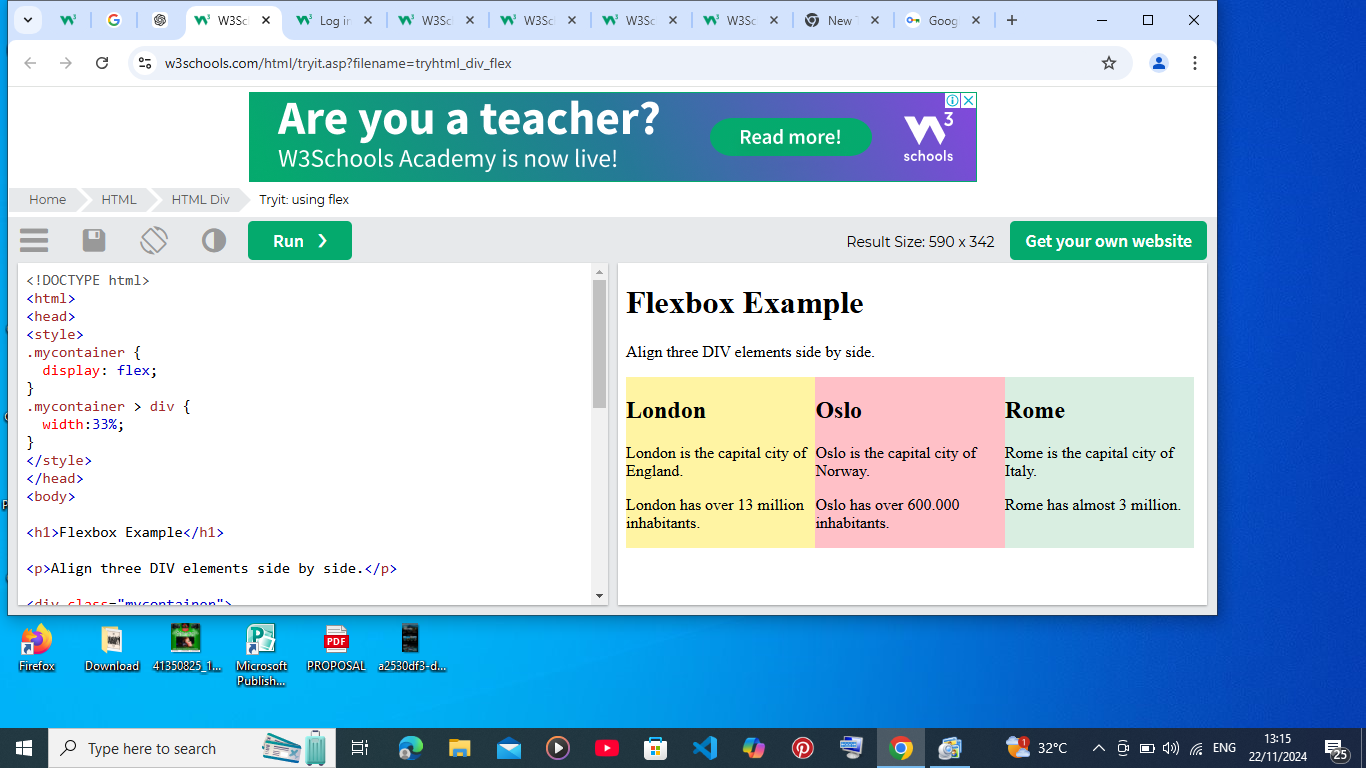 W3Sc
Log in
W3Sc
W3Sc
W3Sc
W3Sc
New T
Goog
w3schools.com/html/tryit.asp?filename=tryhtml_div_flex
Are you a teacher?
W3Schools Academy is now live!
Read more!
W3
schools
Home
HTML
HTML Div
Tryit: using flex
Run ❯
Result Size: 590 x 342
Get your own website
<!DOCTYPE html>
<html>
<head>
<style>
.mycontainer {
  display: flex;
}
.mycontainer > div {
  width:33%;
}
</style>
</head>
<body>
<h1>Flexbox Example</h1>
<p>Align three DIV elements side by side.</p>
<div class="mycontainer">
Flexbox Example
Align three DIV elements side by side.
London
London is the capital city of
England.
London has over 13 million
inhabitants.
Oslo
Oslo is the capital city of
Norway.
Oslo has over 600.000
inhabitants.
Rome
Rome is the capital city of
Italy.
Rome has almost 3 million.
Firefox
Download
41350825_1...
Microsoft
Publish...
PDF
PROPOSAL
a2530df3-d...
Type here to search
1
32°C
ENG
13:15
22/11/2024
25